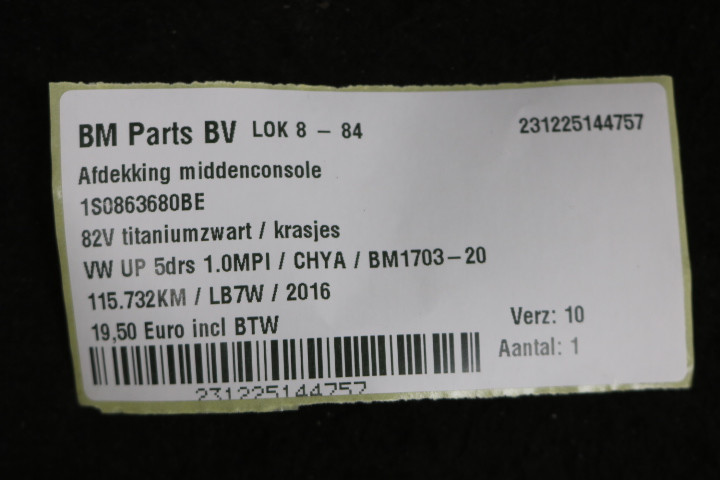 BM Parts BV LOK 8 - 84 231225144757
Afdekking middenconsole
1S0863680BE
82V titaniumzwart / krasjes
VW UP 5drs 1.0MPI / CHYA / BM1703-20
115.732KM / LB7W / 2016
19,50 Euro incl BTW
Verz: 10
Aantal: 1
231225144757